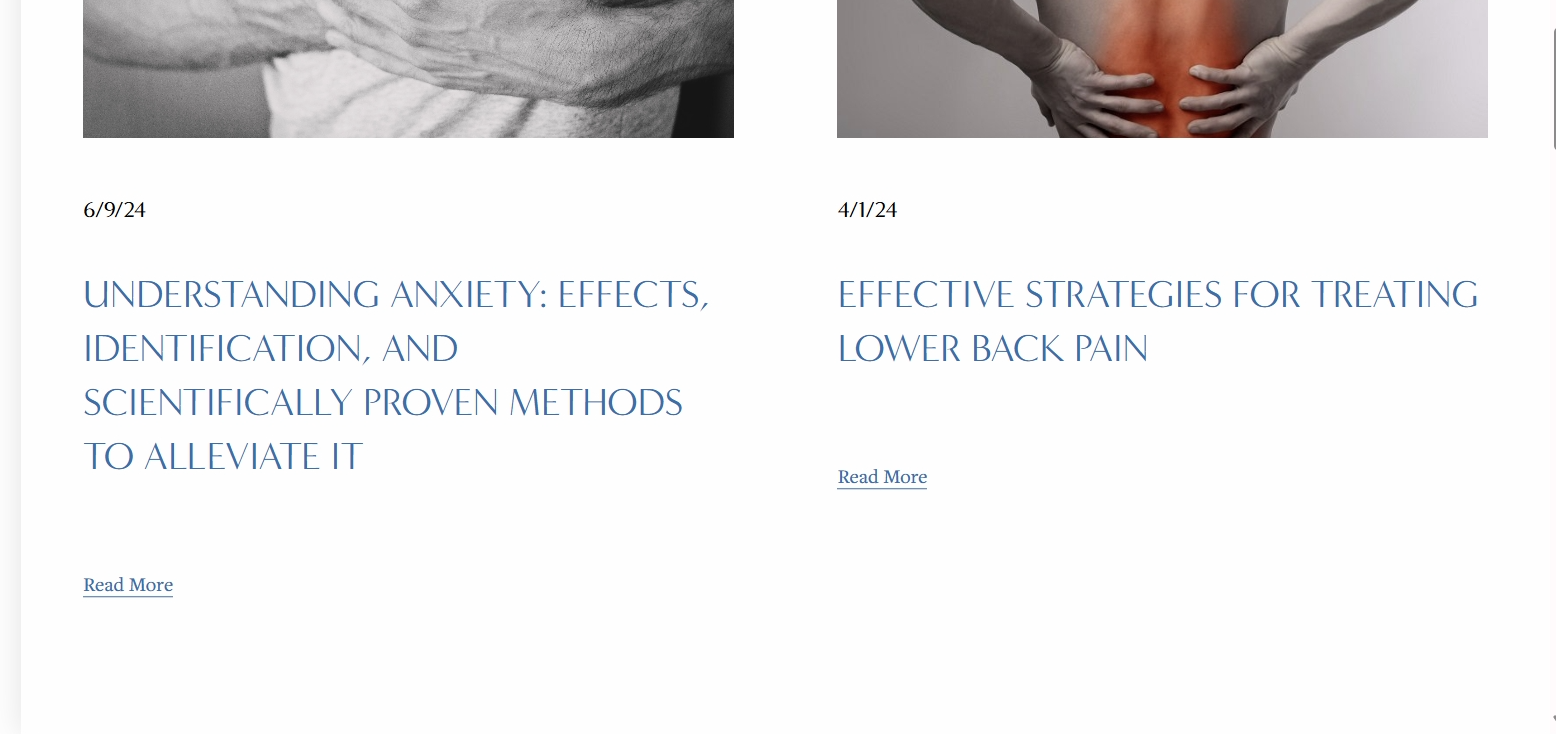 6/9/24
UNDERSTANDING ANXIETY: EFFECTS,
IDENTIFICATION, AND
SCIENTIFICALLY PROVEN METHODS
TO ALLEVIATE IT
Read More
4/1/24
EFFECTIVE STRATEGIES FOR TREATING
LOWER BACK PAIN
Read More